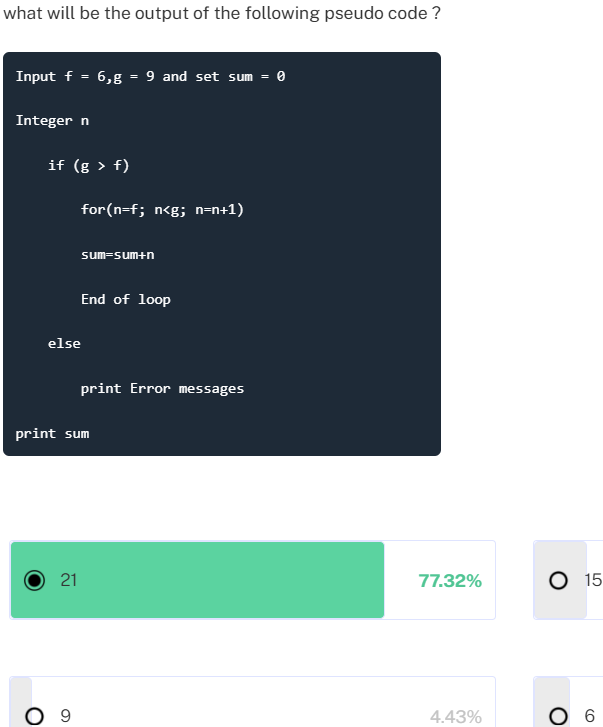 what will be the output of the following pseudo code ?
Input f = 6,g = 9 and set sum = 0
Integer n
if (g > f)
for(n=f; n<g; n=n+1)
sum=sum+n
End of loop
else
print Error messages
print sum
21 77.32% 15
9 4.43% 6